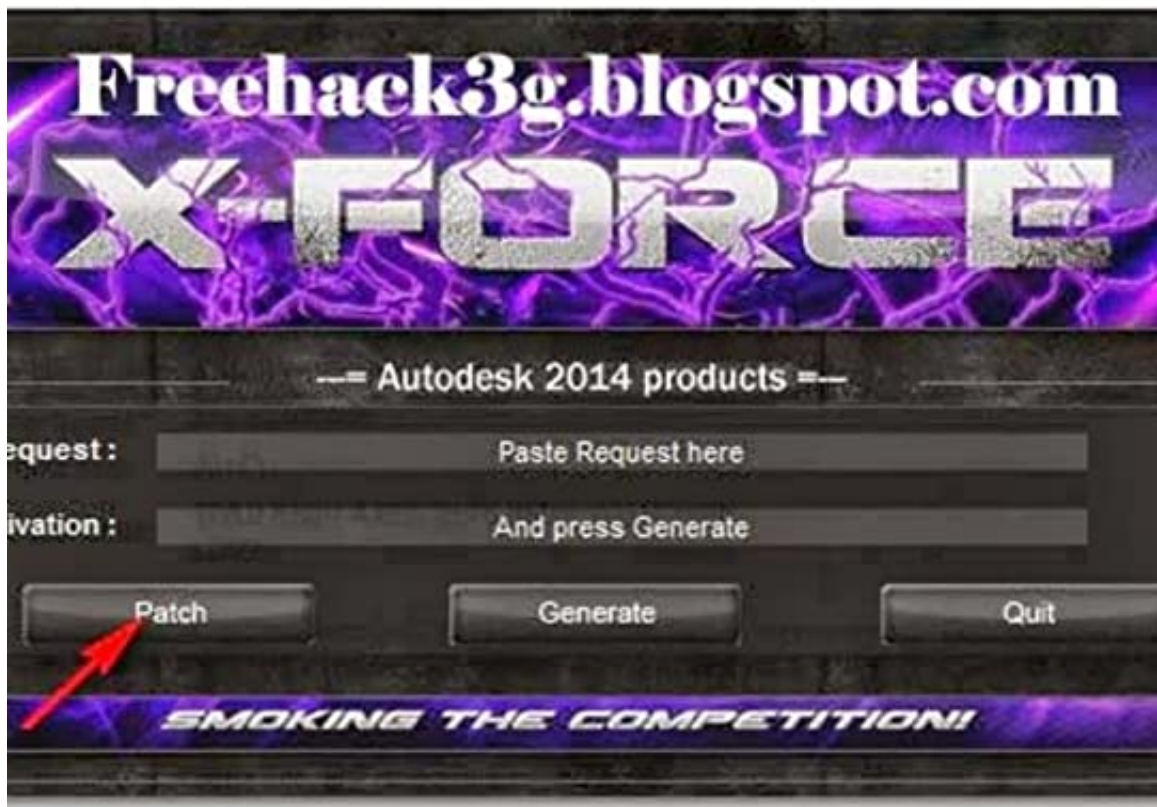 Freehack3g.blogspot.com
X-FORCE
---= Autodesk 2014 products =---
equest :
Paste Request here
ivation :
And press Generate
Patch
Generate
Quit
SMOKING THE COMPETITION!